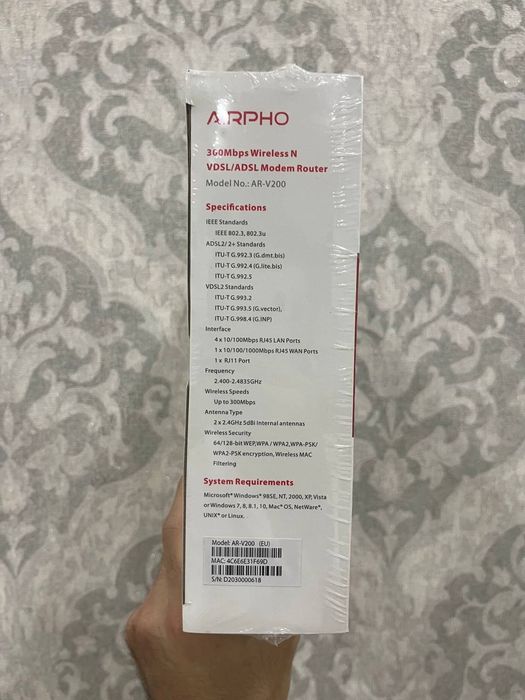 AIRPHO
300Mbps Wireless N
VDSL/ADSL Modem Router
Model No.: AR-V200
Specifications
IEEE Standards
IEEE 802.3, 802.3u
ADSL2/ 2+ Standards
ITU-T G.992.3 (G.dmt.bis)
ITU-T G.992.4 (G.lite.bis)
ITU-T G.992.5
VDSL2 Standards
ITU-T G.993.2
ITU-T G.993.5 (G.vector),
ITU-T G.998.4 (G.INP)
Interface
4 x 10/100Mbps RJ45 LAN Ports
1 x 10/100/1000Mbps RJ45 WAN Ports
1 x RJ11 Port
Frequency
2.400-2.4835GHz
Wireless Speeds
Up to 300Mbps
Antenna Type
2 x 2.4GHz 5dBi Internal antennas
Wireless Security
64/128-bit WEP,WPA / WPA2,WPA-PSK/
WPA2-PSK encryption, Wireless MAC
Filtering
System Requirements
Microsoft® Windows® 98SE, NT, 2000, XP, Vista
or Windows 7, 8, 8.1, 10, Mac® OS, NetWare®,
UNIX® or Linux.
Model: AR-V200 (EU)
MAC: 4C6E6E31F69D
S/N: D2030000618